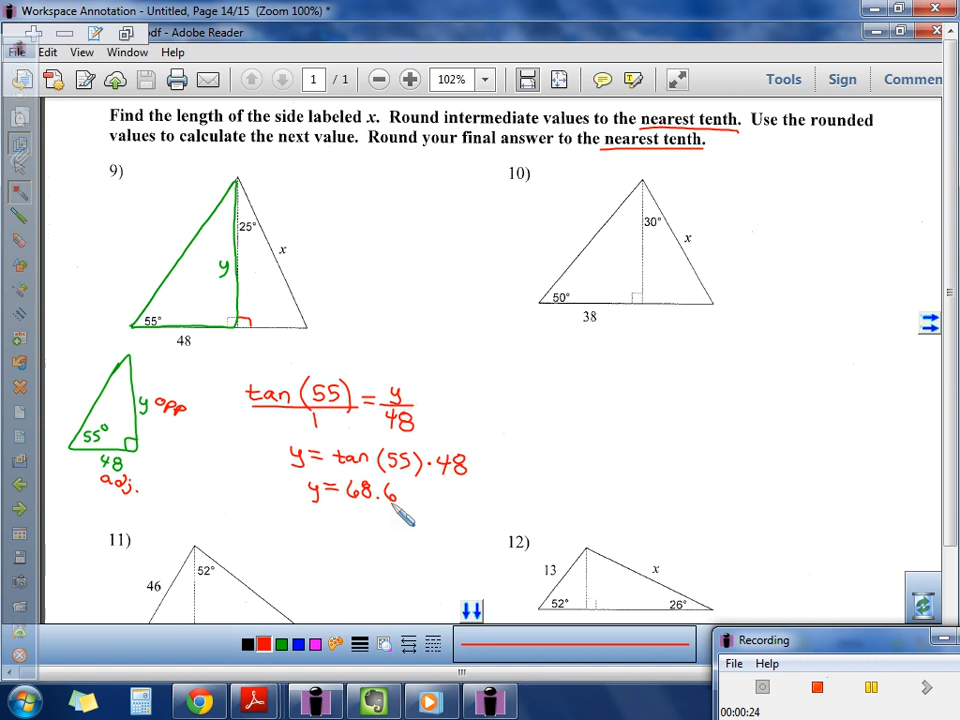 Workspace Annotation - Untitled, Page 14/15 (Zoom 100%) *
pdf - Adobe Reader
File Edit View Window Help
1 / 1 102% Tools Sign Commen
Find the length of the side labeled x. Round intermediate values to the nearest tenth. Use the rounded
values to calculate the next value. Round your final answer to the nearest tenth.
9)
25°
x
y
55°
48
10)
30°
x
50°
38
y opp
55°
48
adj.
tan (55) / 1 = y / 48
y = tan (55) · 48
y = 68.6
11)
46
52°
12)
13
x
52°
26°
Recording
File Help
00:00:24